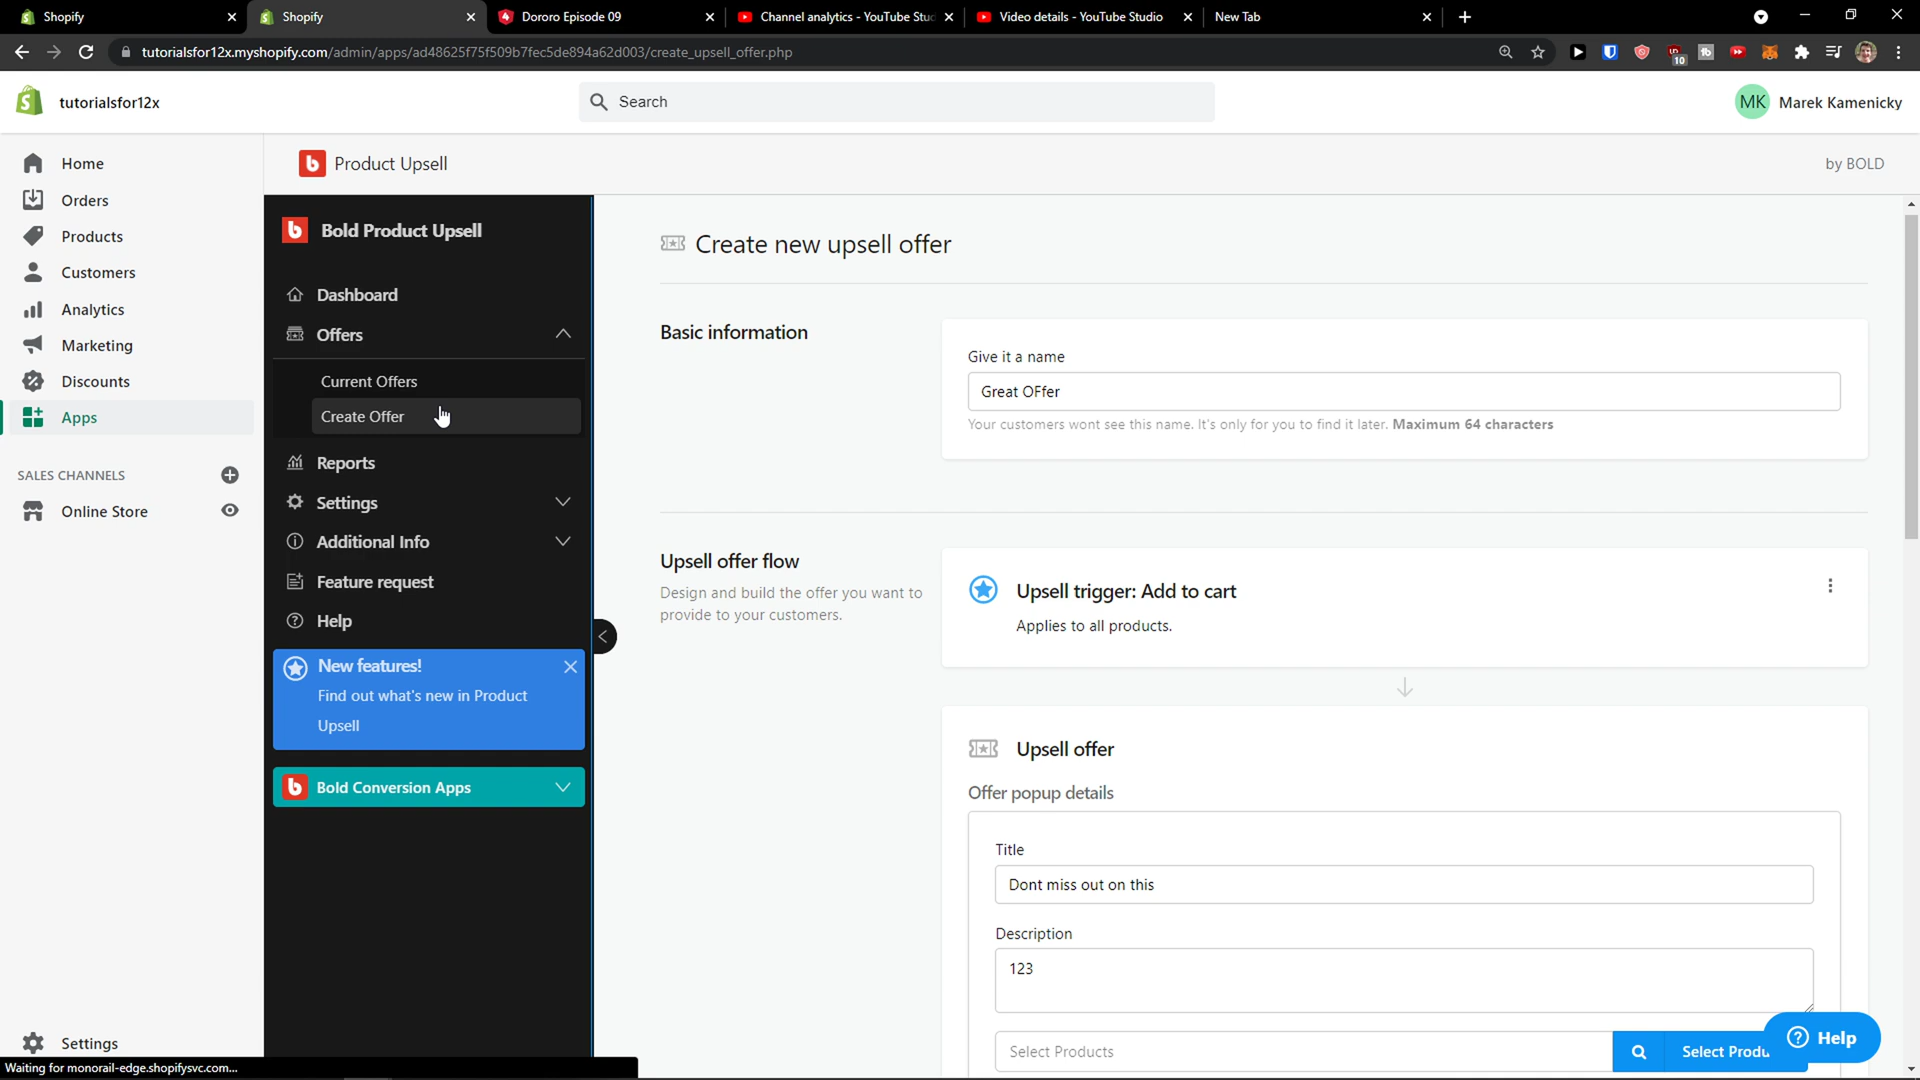 Shopify
Shopify
Dororo Episode 09
Channel analytics - YouTube Stu
Video details - YouTube Studio
New Tab
tutorialsfor12x.myshopify.com/admin/apps/ad48625f75f509b7fec5de894a62d003/create_upsell_offer.php
10
tutorialsfor12x
Search
MK
Marek Kamenicky
Home
Orders
Products
Customers
Analytics
Marketing
Discounts
Apps
SALES CHANNELS
Online Store
Settings
Product Upsell
by BOLD
Bold Product Upsell
Dashboard
Offers
Current Offers
Create Offer
Reports
Settings
Additional Info
Feature request
Help
New features!
Find out what's new in Product
Upsell
Bold Conversion Apps
Create new upsell offer
Basic information
Give it a name
Great OFfer
Your customers wont see this name. It's only for you to find it later. Maximum 64 characters
Upsell offer flow
Design and build the offer you want to
provide to your customers.
Upsell trigger: Add to cart
Applies to all products.
Upsell offer
Offer popup details
Title
Dont miss out on this
Description
123
Select Products
Select Produ
Help
Waiting for monorail-edge.shopifysvc.com...